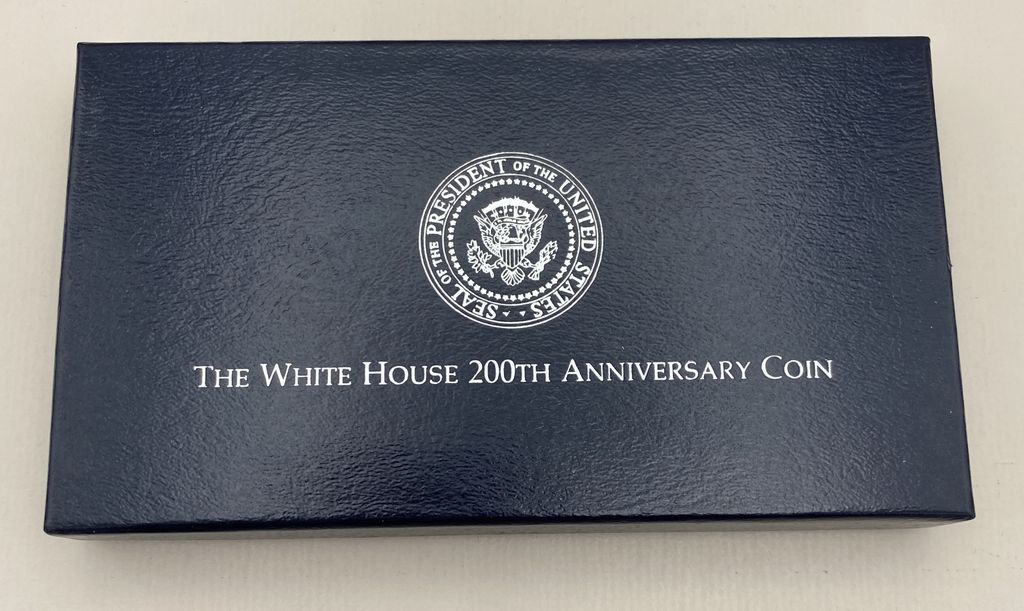 SEAL OF THE PRESIDENT OF THE UNITED STATES
THE WHITE HOUSE 200TH ANNIVERSARY COIN